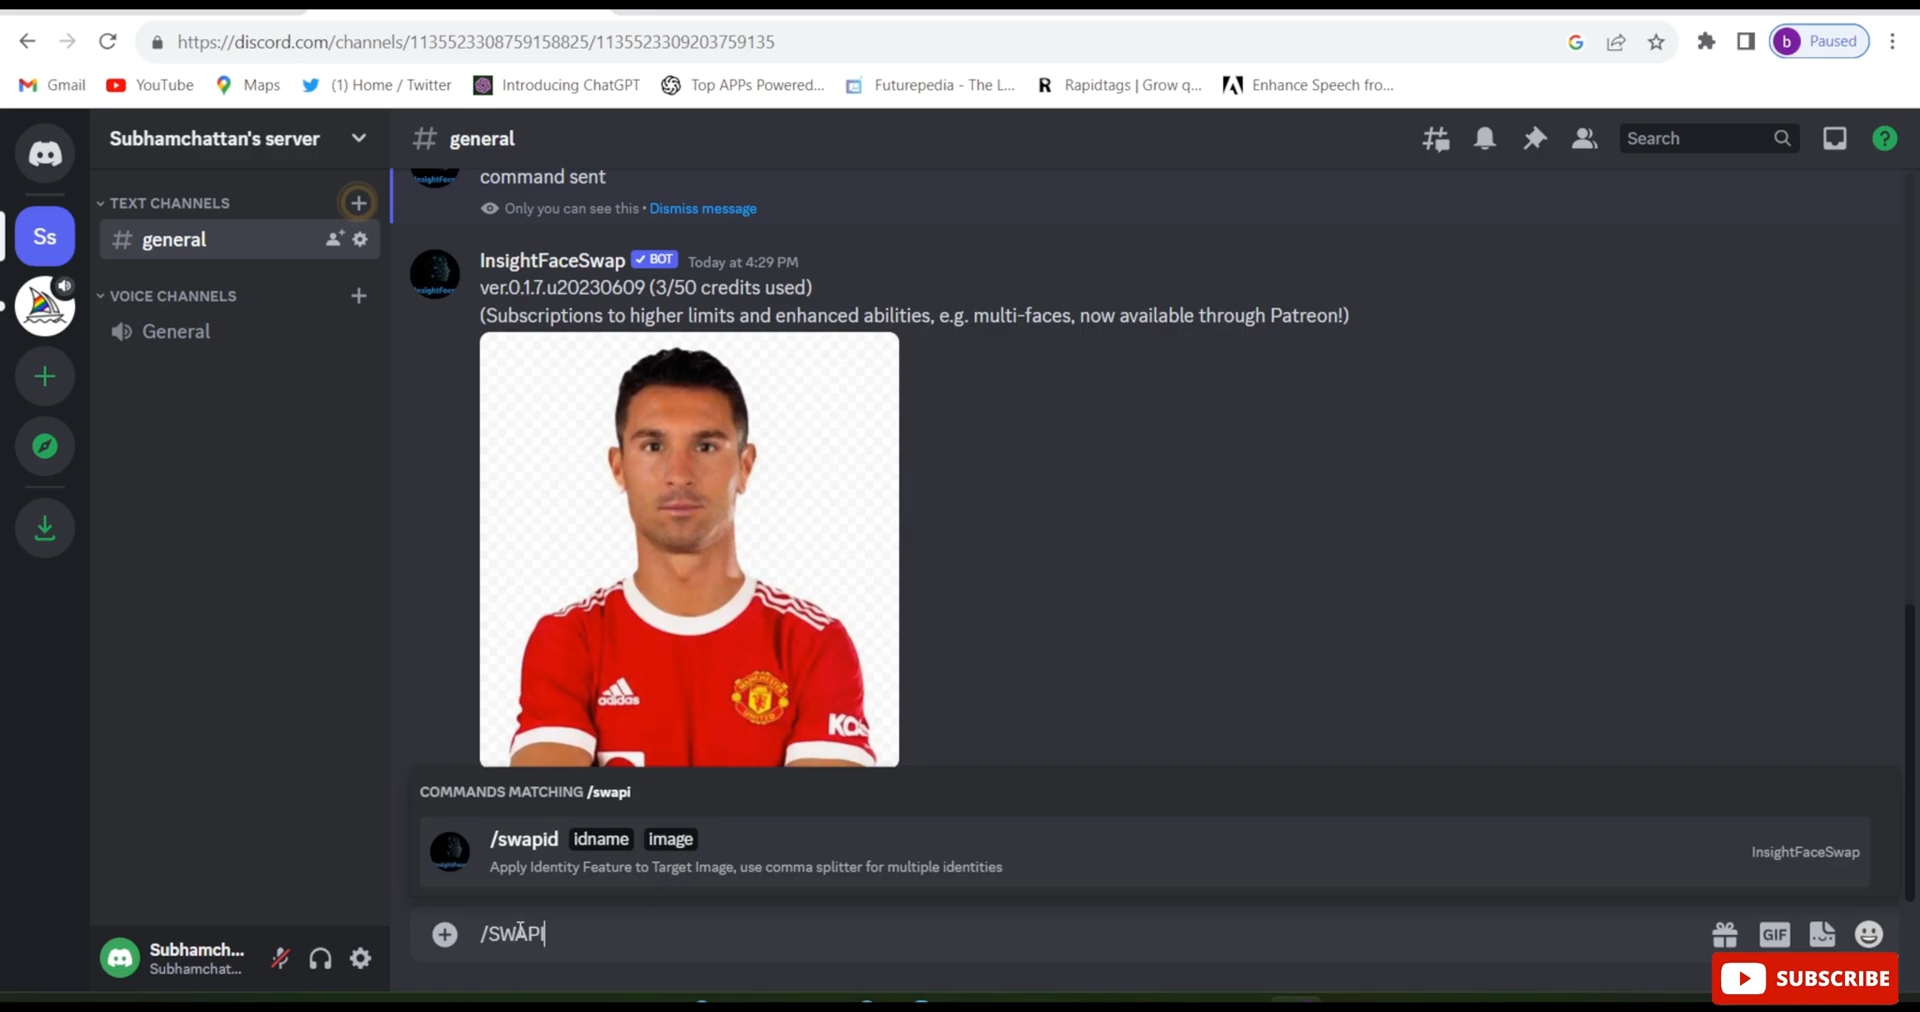 https://discord.com/channels/1135523308759158825/1135523309203759135
Paused
b
Gmail
YouTube
Maps
(1) Home / Twitter
Introducing ChatGPT
Top APPs Powered...
Futurepedia - The L...
R Rapidtags | Grow q...
Enhance Speech fro...
Subhamchattan's server
# general
Search
TEXT CHANNELS
# general
VOICE CHANNELS
General
Ss
InsightFace
command sent
Only you can see this • Dismiss message
InsightFaceSwap ✓ BOT Today at 4:29 PM
InsightFace
ver.0.1.7.u20230609 (3/50 credits used)
(Subscriptions to higher limits and enhanced abilities, e.g. multi-faces, now available through Patreon!)
adidas
MANCHESTER
UNITED
COMMANDS MATCHING /swapi
/swapid idname image
Apply Identity Feature to Target Image, use comma splitter for multiple identities
InsightFaceSwap
/SWAPI
GIF
Subhamch...
Subhamchat...
SUBSCRIBE